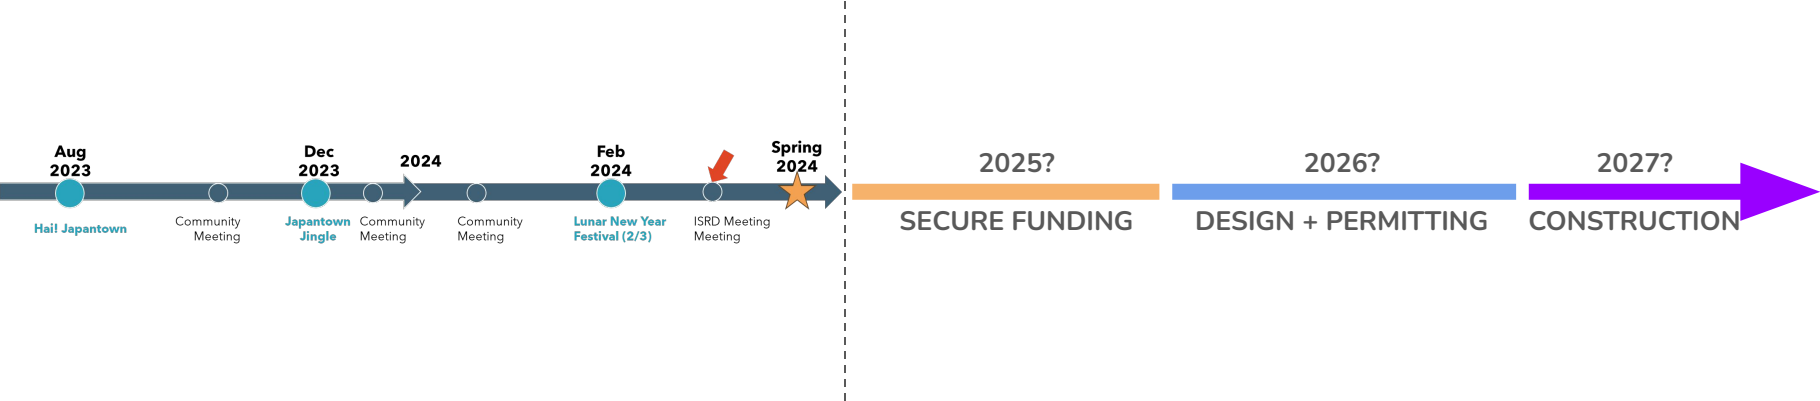 Aug
2023
Hai! Japantown
Community
Meeting
Dec
2023
Japantown
Jingle
2024
Community
Meeting
Community
Meeting
Feb
2024
Lunar New Year
Festival (2/3)
ISRD Meeting
Meeting
Spring
2024
2025?
SECURE FUNDING
2026?
DESIGN + PERMITTING
2027?
CONSTRUCTION